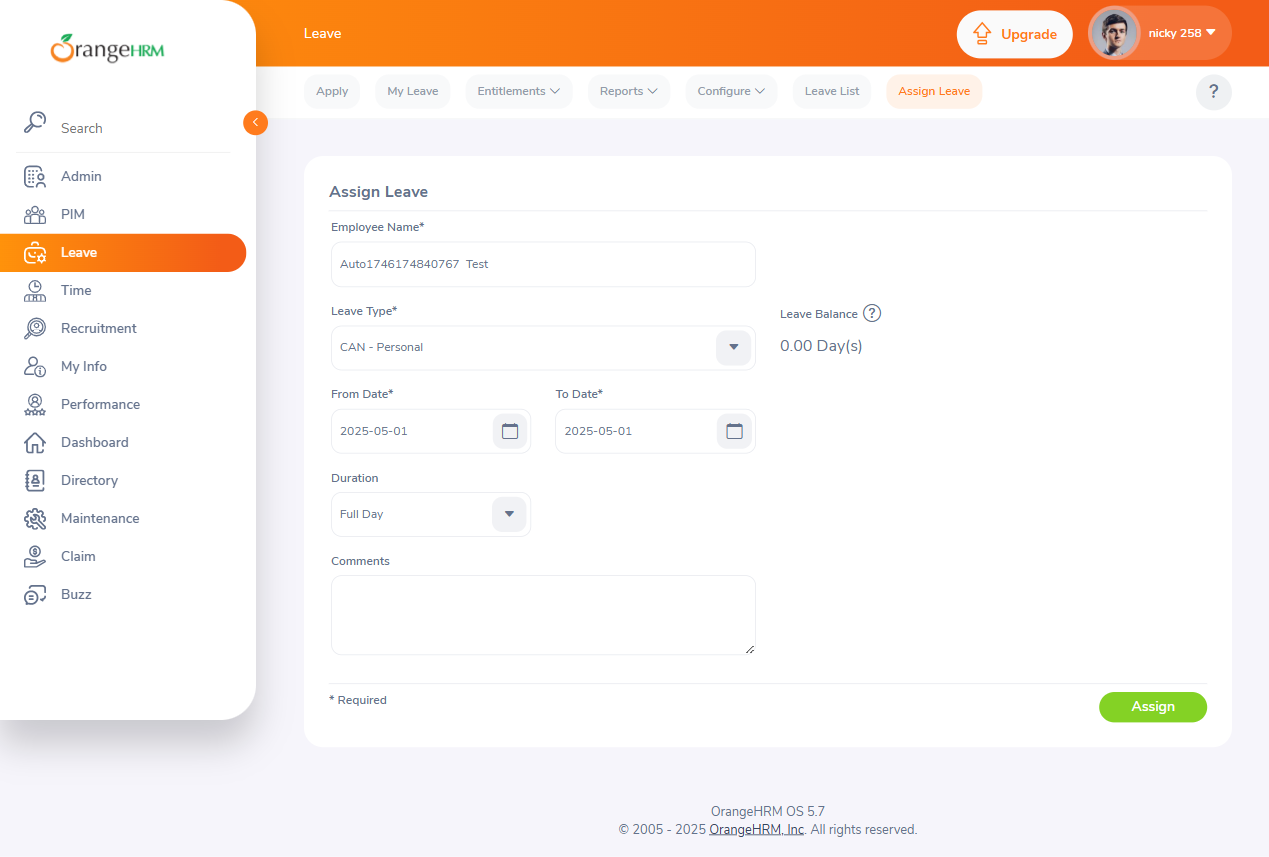 OrangeHRM
Leave
Upgrade
nicky 258
Apply
My Leave
Entitlements
Reports
Configure
Leave List
Assign Leave
?
Search
Admin
PIM
Leave
Time
Recruitment
My Info
Performance
Dashboard
Directory
Maintenance
Claim
Buzz
Assign Leave
Employee Name*
Auto1746174840767  Test
Leave Type*
CAN - Personal
Leave Balance ?
0.00 Day(s)
From Date*
To Date*
2025-05-01
2025-05-01
Duration
Full Day
Comments
* Required
Assign
OrangeHRM OS 5.7
© 2005 - 2025 OrangeHRM, Inc. All rights reserved.